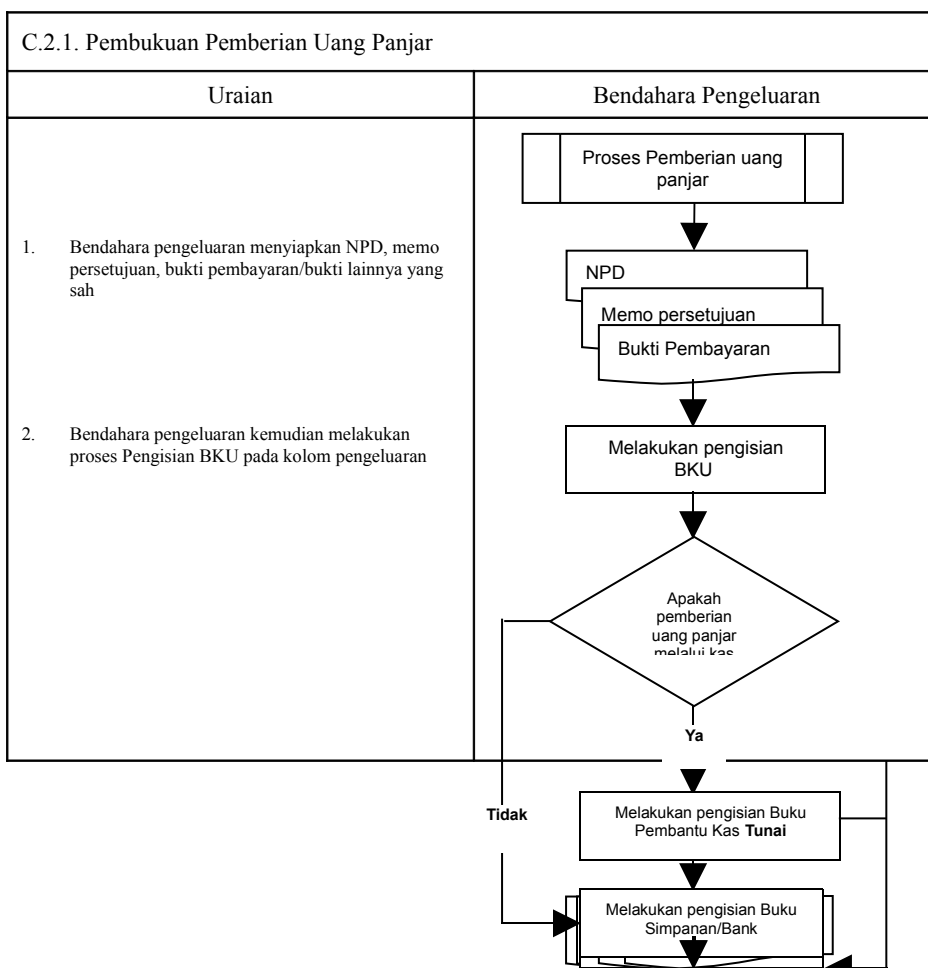 C.2.1. Pembukuan Pemberian Uang Panjar
Uraian
Bendahara Pengeluaran
Proses Pemberian uang
panjar
1. Bendahara pengeluaran menyiapkan NPD, memo
persetujuan, bukti pembayaran/bukti lainnya yang
sah
NPD
Memo persetujuan
Bukti Pembayaran
2. Bendahara pengeluaran kemudian melakukan
proses Pengisian BKU pada kolom pengeluaran
Melakukan pengisian
BKU
Apakah
pemberian
uang panjar
melalui kas
Ya
Tidak
Melakukan pengisian Buku
Pembantu Kas Tunai
Melakukan pengisian Buku
Simpanan/Bank